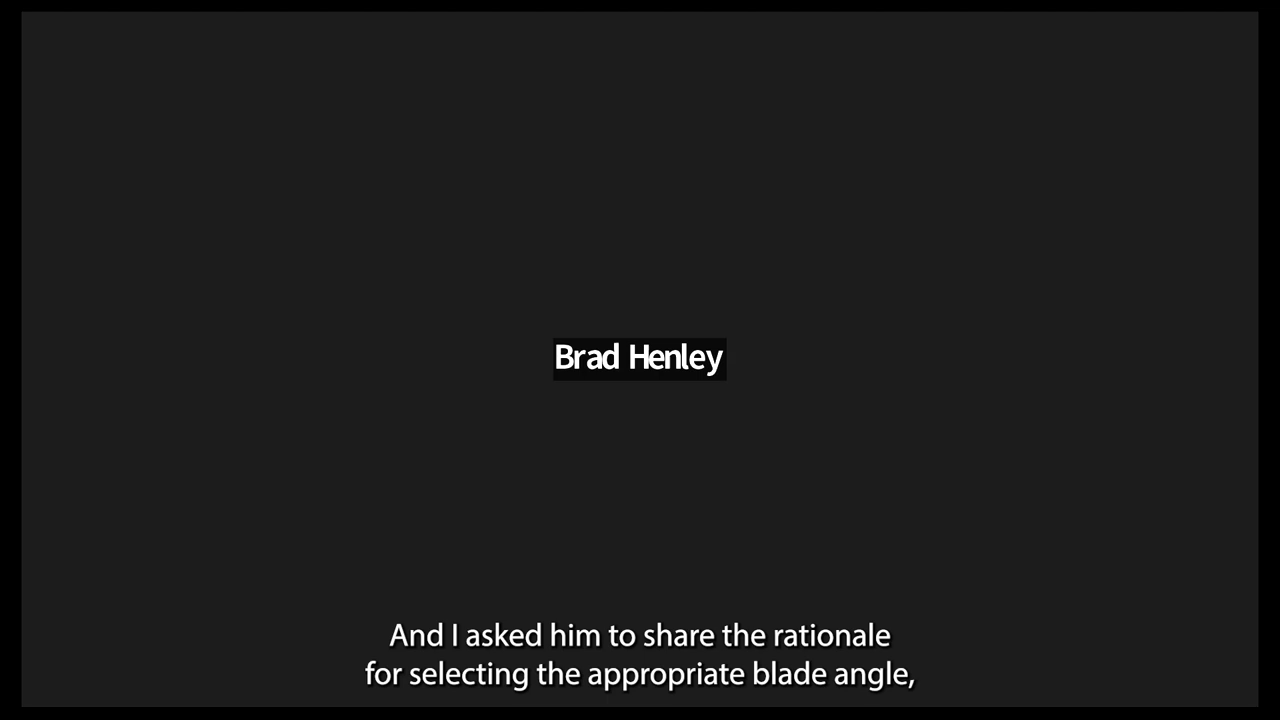 Brad Henley
And I asked him to share the rationale
for selecting the appropriate blade angle,